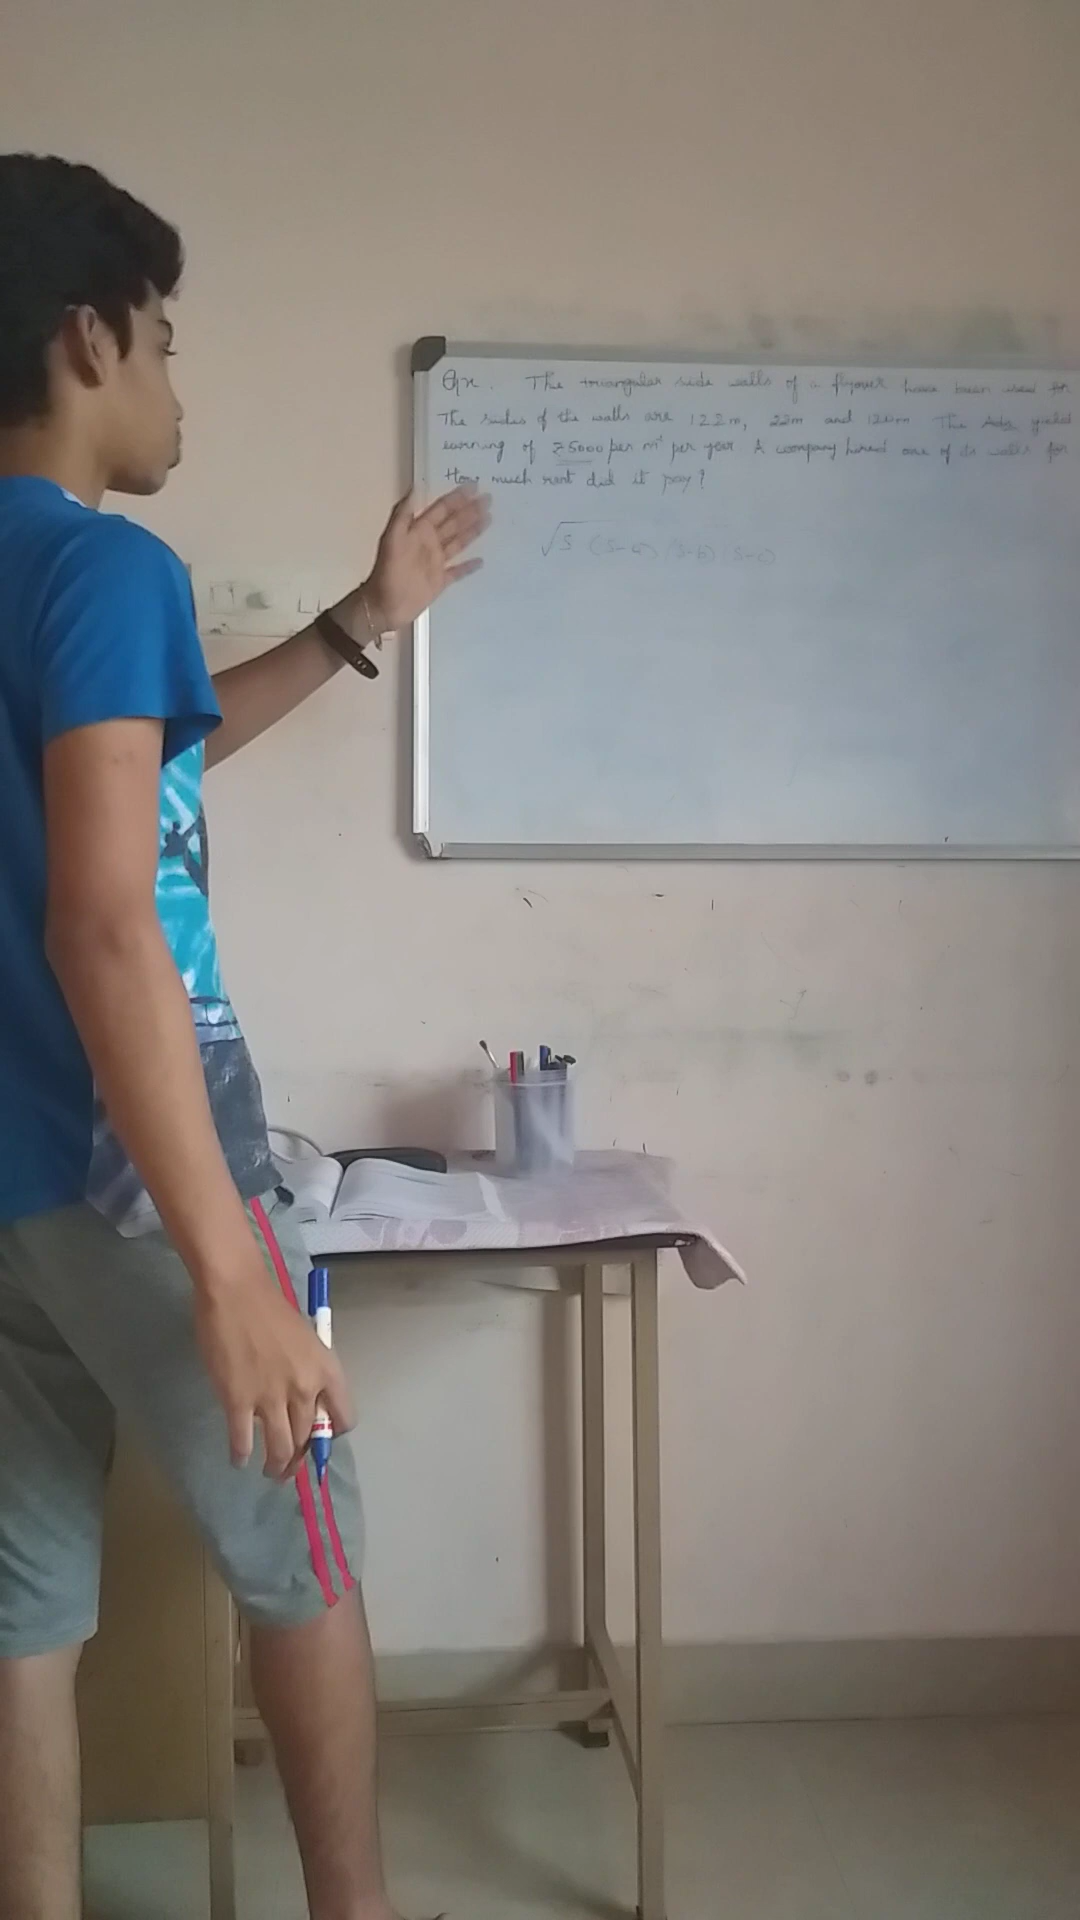 Qn. The triangular side walls of a flyover have been used for
The sides of the walls are 122m, 22m and 120m The Ads yield
earning of ₹5000 per m² per year A company hired one of its walls for
How much rent did it pay?
√S (S-a) (S-b) (S-c)